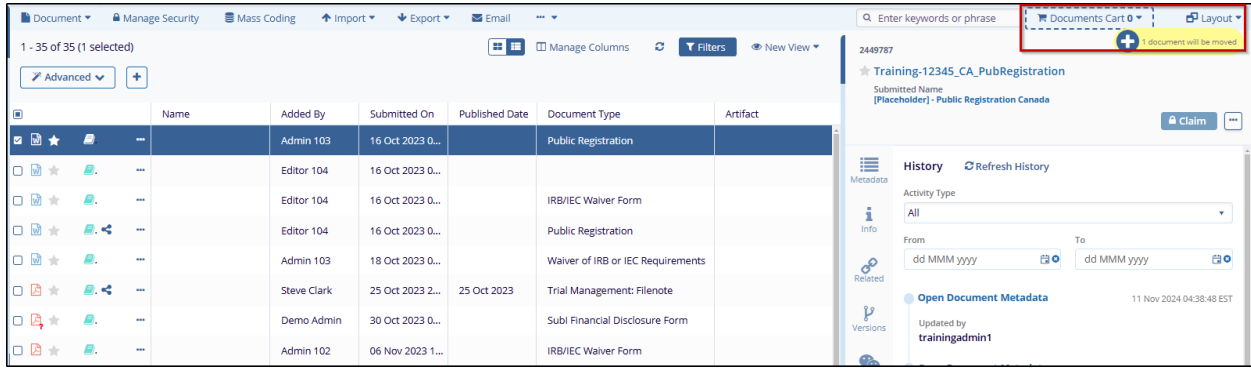 Document Manage Security Mass Coding Import Export Email ... Enter keywords or phrase Documents Cart 0 Layout
1 - 35 of 35 (1 selected) Manage Columns Filters New View
1 document will be moved
2449787
Training-12345_CA_PubRegistration
Advanced +
Submitted Name
[Placeholder] - Public Registration Canada
Name Added By Submitted On Published Date Document Type Artifact
Claim ...
Admin 103 16 Oct 2023 0... Public Registration
Editor 104 16 Oct 2023 0...
Editor 104 16 Oct 2023 0... IRB/IEC Waiver Form
Editor 104 16 Oct 2023 0... Public Registration
Admin 103 18 Oct 2023 0... Waiver of IRB or IEC Requirements
Steve Clark 25 Oct 2023 2... 25 Oct 2023 Trial Management: Filenote
Demo Admin 30 Oct 2023 0... SubI Financial Disclosure Form
Admin 102 06 Nov 2023 1... IRB/IEC Waiver Form
Metadata
Info
Related
Versions
History Refresh History
Activity Type
All
From To
dd MMM yyyy dd MMM yyyy
Open Document Metadata 11 Nov 2024 04:38:48 EST
Updated by
trainingadmin1